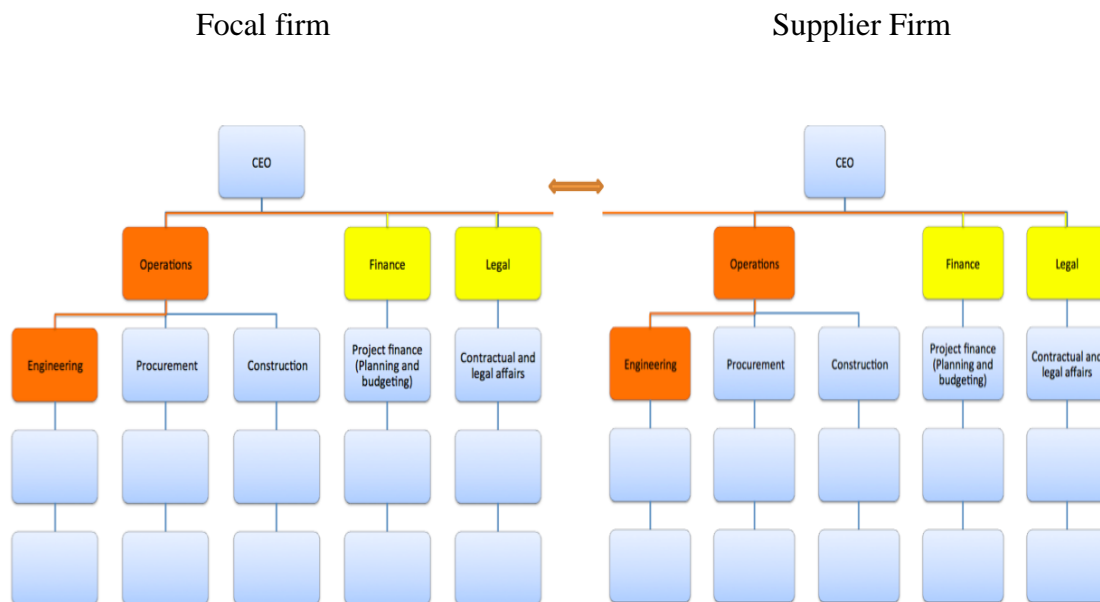 Focal firm
Supplier Firm
CEO
CEO
Operations
Finance
Legal
Operations
Finance
Legal
Engineering
Procurement
Construction
Project finance
(Planning and
budgeting)
Contractual and
legal affairs
Engineering
Procurement
Construction
Project finance
(Planning and
budgeting)
Contractual and
legal affairs